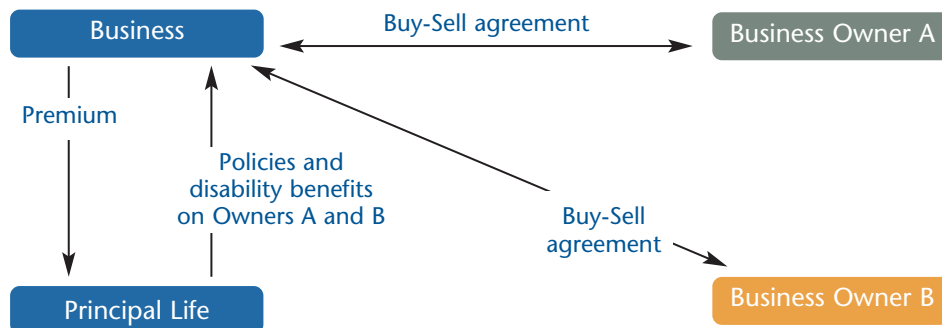 Business
Buy-Sell agreement
Business Owner A
Premium
Policies and
disability benefits
on Owners A and B
Buy-Sell
agreement
Principal Life
Business Owner B